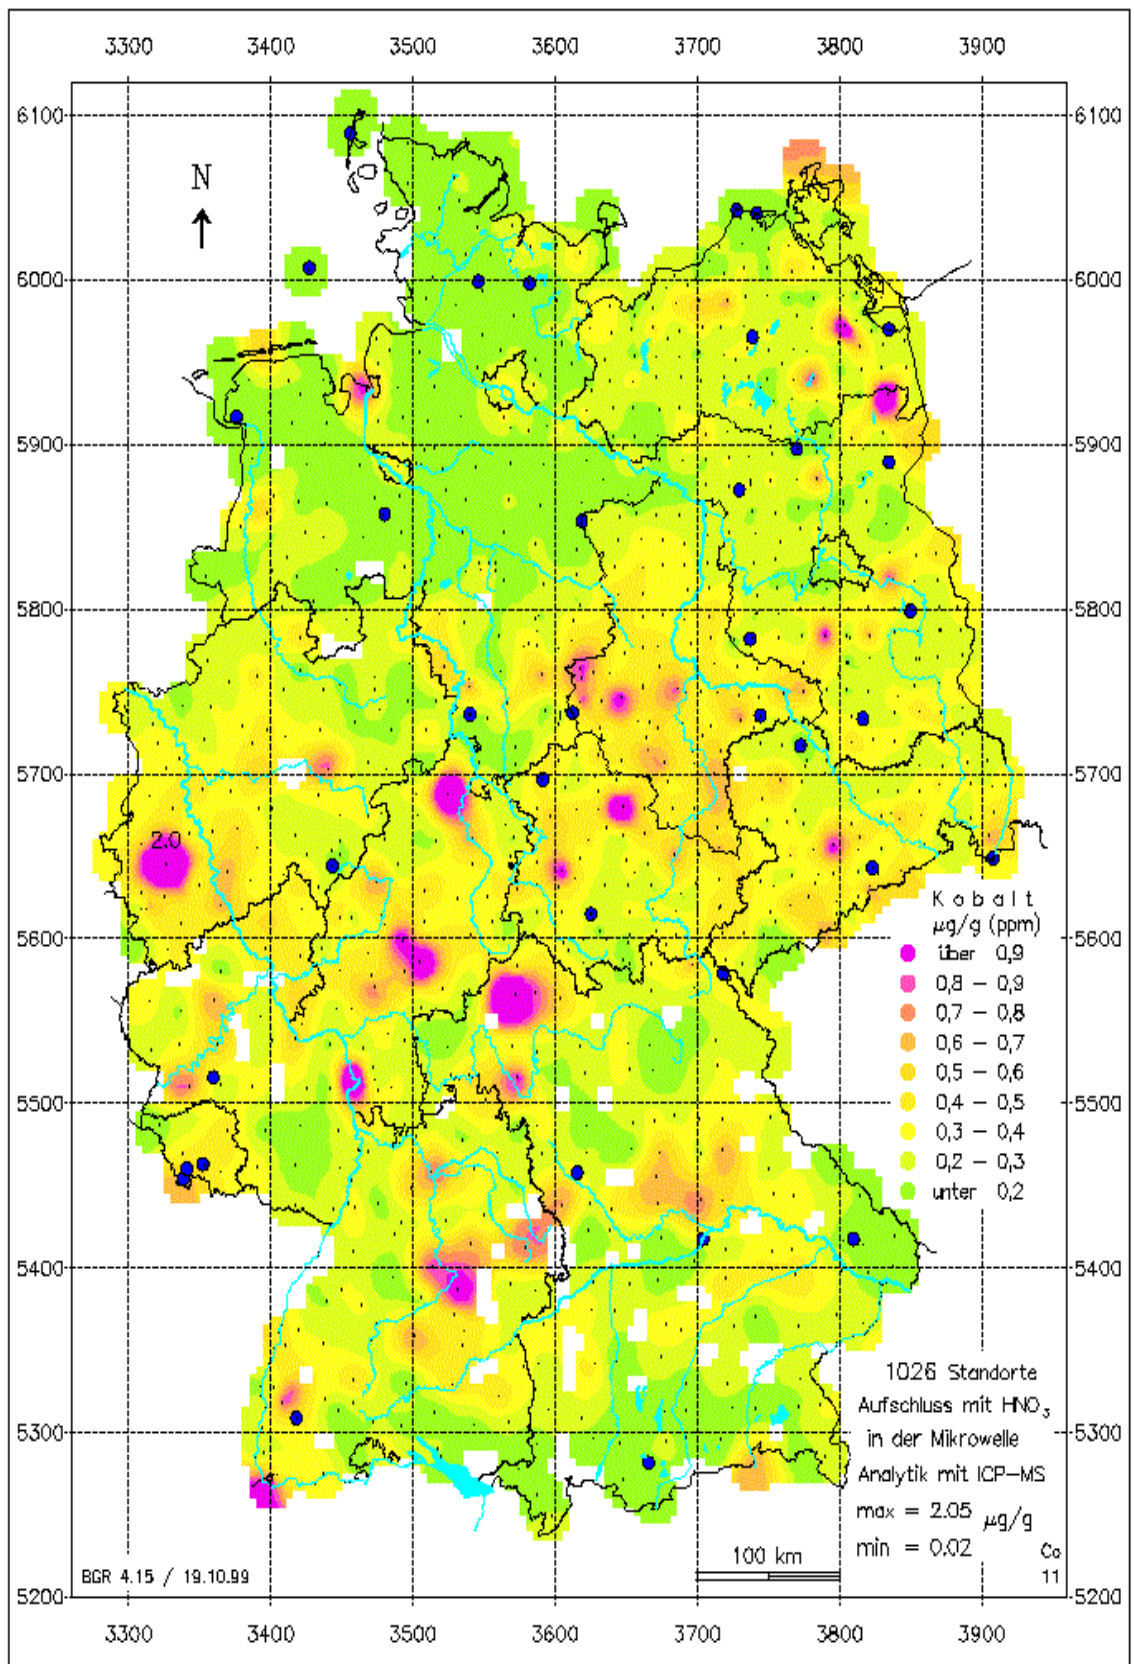 3300 3400 3500 3600 3700 3800 3900
6100 6100
N
6000 6000
5900 5900
5800 5800
5700 5700
2.0
Kobalt
µg/g (ppm)
über 0,9
5600 5600
0,8 – 0,9
0,7 – 0,8
0,6 – 0,7
0,5 – 0,6
0,4 – 0,5
5500 5500
0,3 – 0,4
0,2 – 0,3
unter 0,2
5400 5400
1026 Standorte
Aufschluss mit HNO₃
in der Mikrowelle
5300 5300
Analytik mit ICP–MS
max = 2.05 µg/g
min = 0.02
100 km
Co
11
BGR 4.15 / 19.10.99
5200 5200
3300 3400 3500 3600 3700 3800 3900